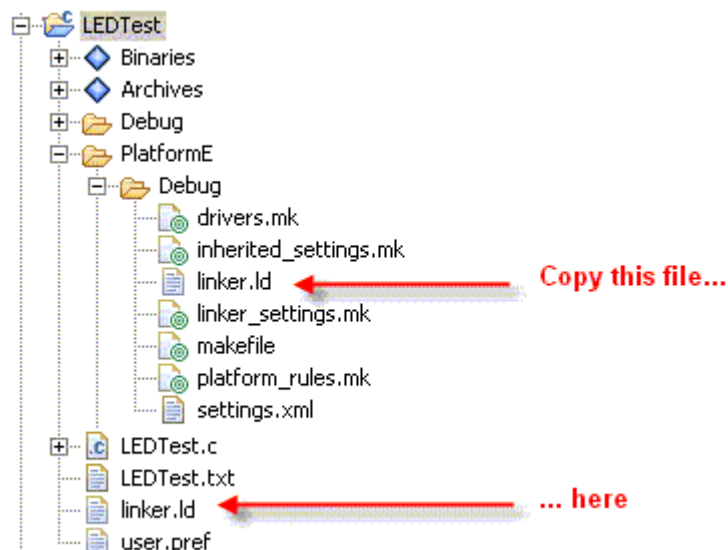 LEDTest
Binaries
Archives
Debug
PlatformE
Debug
drivers.mk
inherited_settings.mk
linker.ld Copy this file...
linker_settings.mk
makefile
platform_rules.mk
settings.xml
LEDTest.c
LEDTest.txt
linker.ld ... here
user.pref